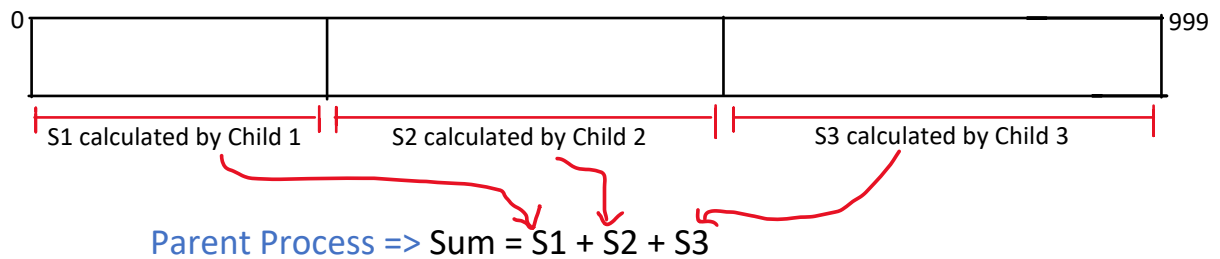 0 999
S1 calculated by Child 1 S2 calculated by Child 2 S3 calculated by Child 3
Parent Process => Sum = S1 + S2 + S3